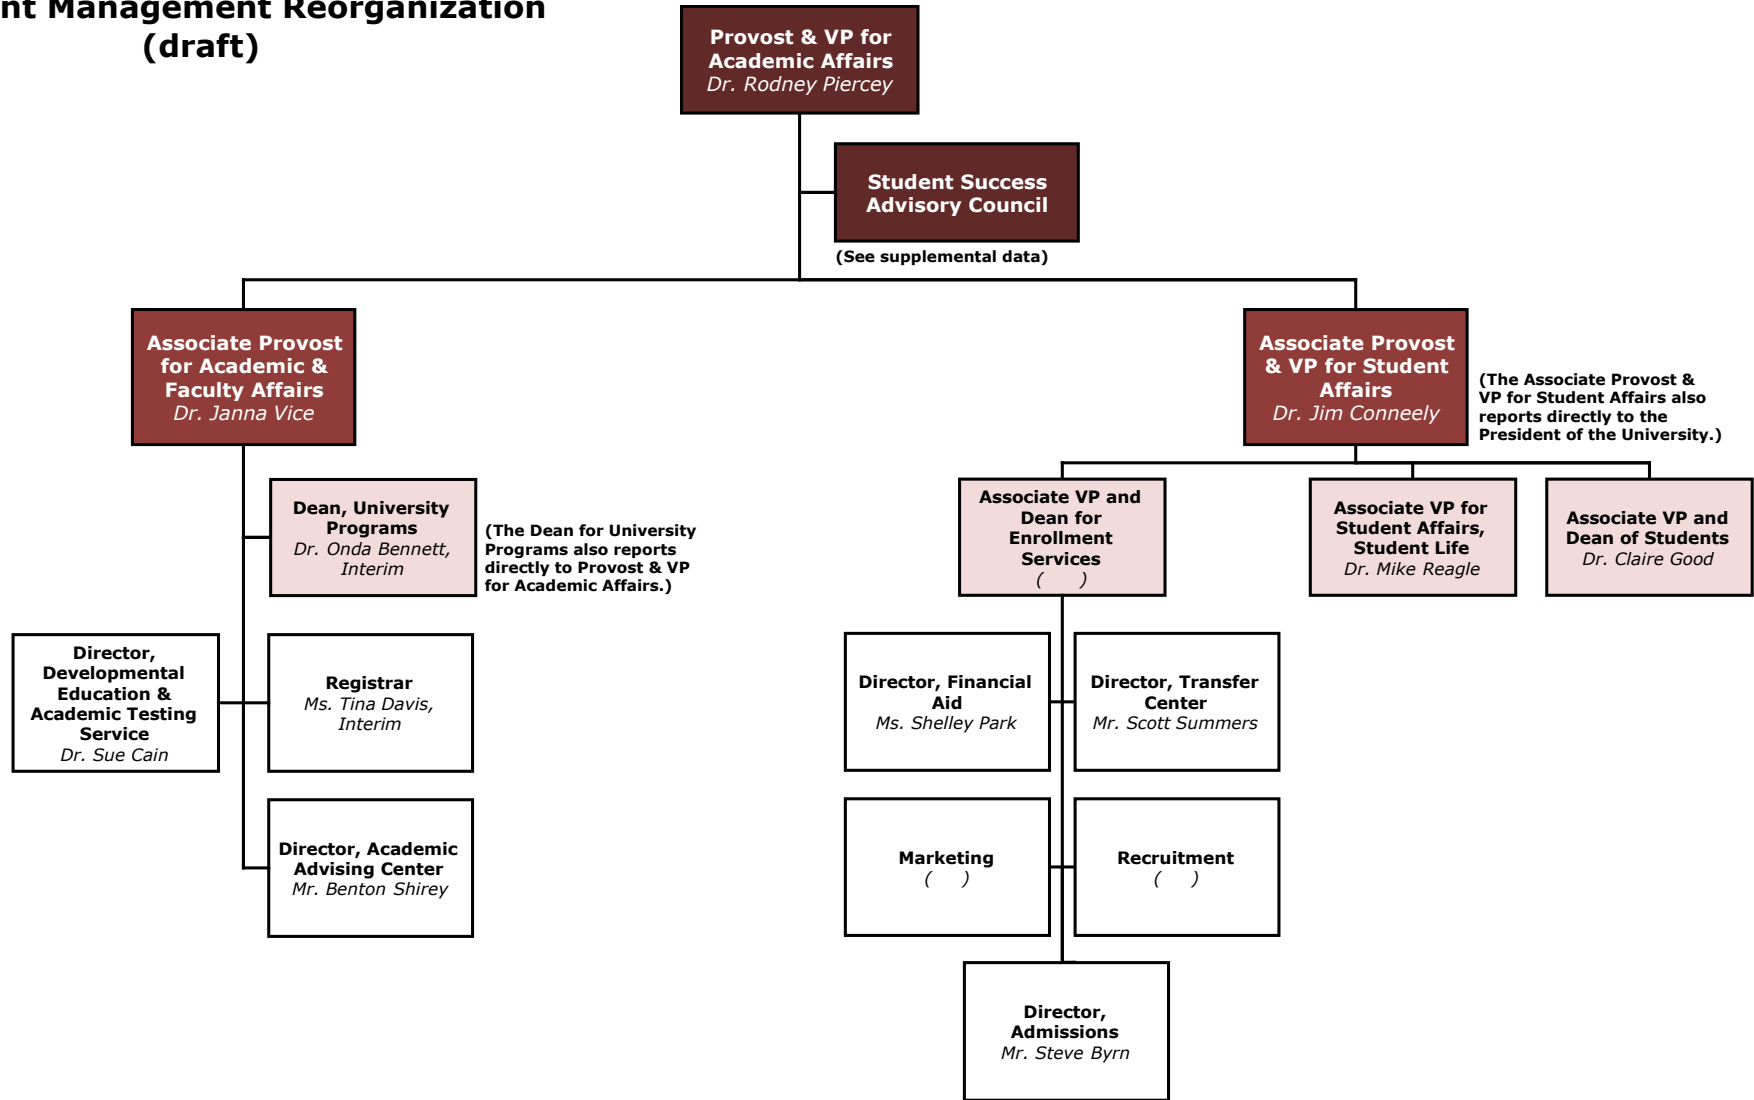 nt Management Reorganization
(draft)
Provost & VP for
Academic Affairs
Dr. Rodney Piercey
Student Success
Advisory Council
(See supplemental data)
Associate Provost
for Academic &
Faculty Affairs
Dr. Janna Vice
Associate Provost
& VP for Student
Affairs
Dr. Jim Conneely
(The Associate Provost &
VP for Student Affairs also
reports directly to the
President of the University.)
Dean, University
Programs
Dr. Onda Bennett,
Interim
(The Dean for University
Programs also reports
directly to Provost & VP
for Academic Affairs.)
Associate VP and
Dean for
Enrollment
Services
(    )
Associate VP for
Student Affairs,
Student Life
Dr. Mike Reagle
Associate VP and
Dean of Students
Dr. Claire Good
Director,
Developmental
Education &
Academic Testing
Service
Dr. Sue Cain
Registrar
Ms. Tina Davis,
Interim
Director, Financial
Aid
Ms. Shelley Park
Director, Transfer
Center
Mr. Scott Summers
Director, Academic
Advising Center
Mr. Benton Shirey
Marketing
(    )
Recruitment
(    )
Director,
Admissions
Mr. Steve Byrn